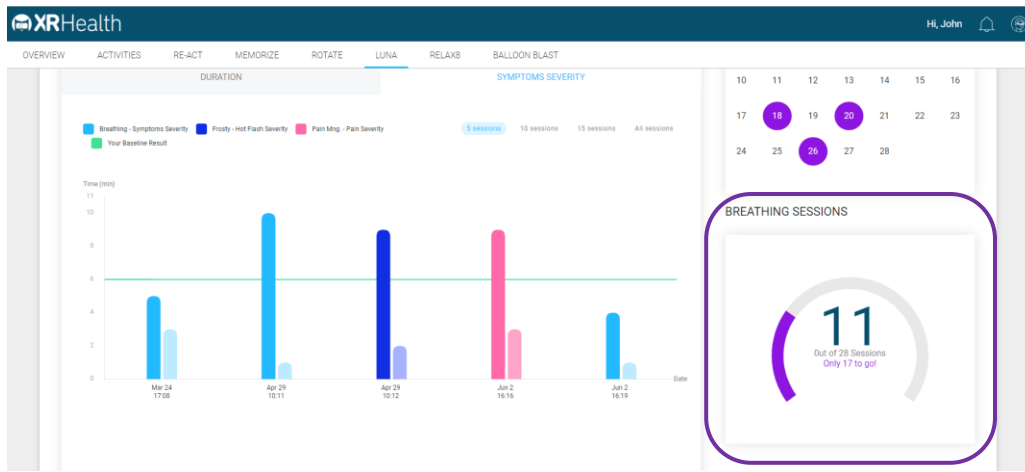 XRHealth
Hi, John
OVERVIEW ACTIVITIES RE-ACT MEMORIZE ROTATE LUNA RELAX8 BALLOON BLAST
DURATION SYMPTOMS SEVERITY
Breathing - Symptoms Severity Frosty - Hot Flash Severity Pain Mng. - Pain Severity
Your Baseline Result
5 sessions 10 sessions 15 sessions All sessions
Time (min)
11
10
8
6
4
2
0
Mar 24 Apr 29 Apr 29 Jun 2 Jun 2 Date
17:08 10:11 10:12 16:16 16:19
10 11 12 13 14 15 16
17 18 19 20 21 22 23
24 25 26 27 28
BREATHING SESSIONS
11
Out of 28 Sessions
Only 17 to go!